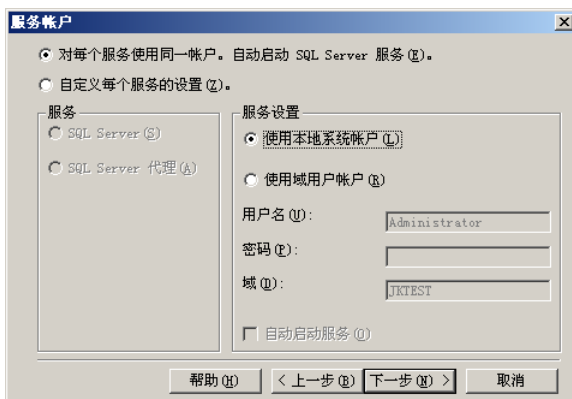 服务帐户
对每个服务使用同一帐户。自动启动 SQL Server 服务(E)。
自定义每个服务的设置(Z)。
服务
SQL Server(S)
SQL Server 代理(A)
服务设置
使用本地系统帐户(L)
使用域用户帐户(R)
用户名(U):
Administrator
密码(P):
域(D):
JKTEST
自动启动服务(O)
帮助(H)
< 上一步(B)
下一步(N) >
取消